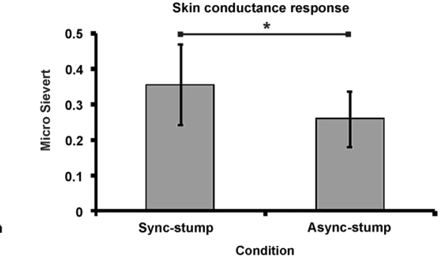 Skin conductance response
*
0.5
0.4
0.3
0.2
0.1
0
Micro Sievert
Sync-stump
Async-stump
Condition